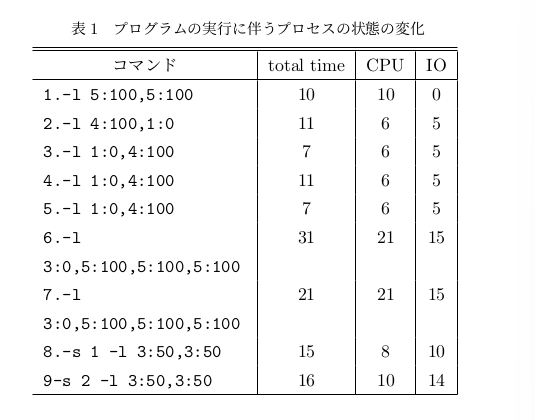 表 1 プログラムの実行に伴うプロセスの状態の変化
コマンド total time CPU IO
1.-l 5:100,5:100 10 10 0
2.-l 4:100,1:0 11 6 5
3.-l 1:0,4:100 7 6 5
4.-l 1:0,4:100 11 6 5
5.-l 1:0,4:100 7 6 5
6.-l 31 21 15
3:0,5:100,5:100,5:100
7.-l 21 21 15
3:0,5:100,5:100,5:100
8.-s 1 -l 3:50,3:50 15 8 10
9-s 2 -l 3:50,3:50 16 10 14